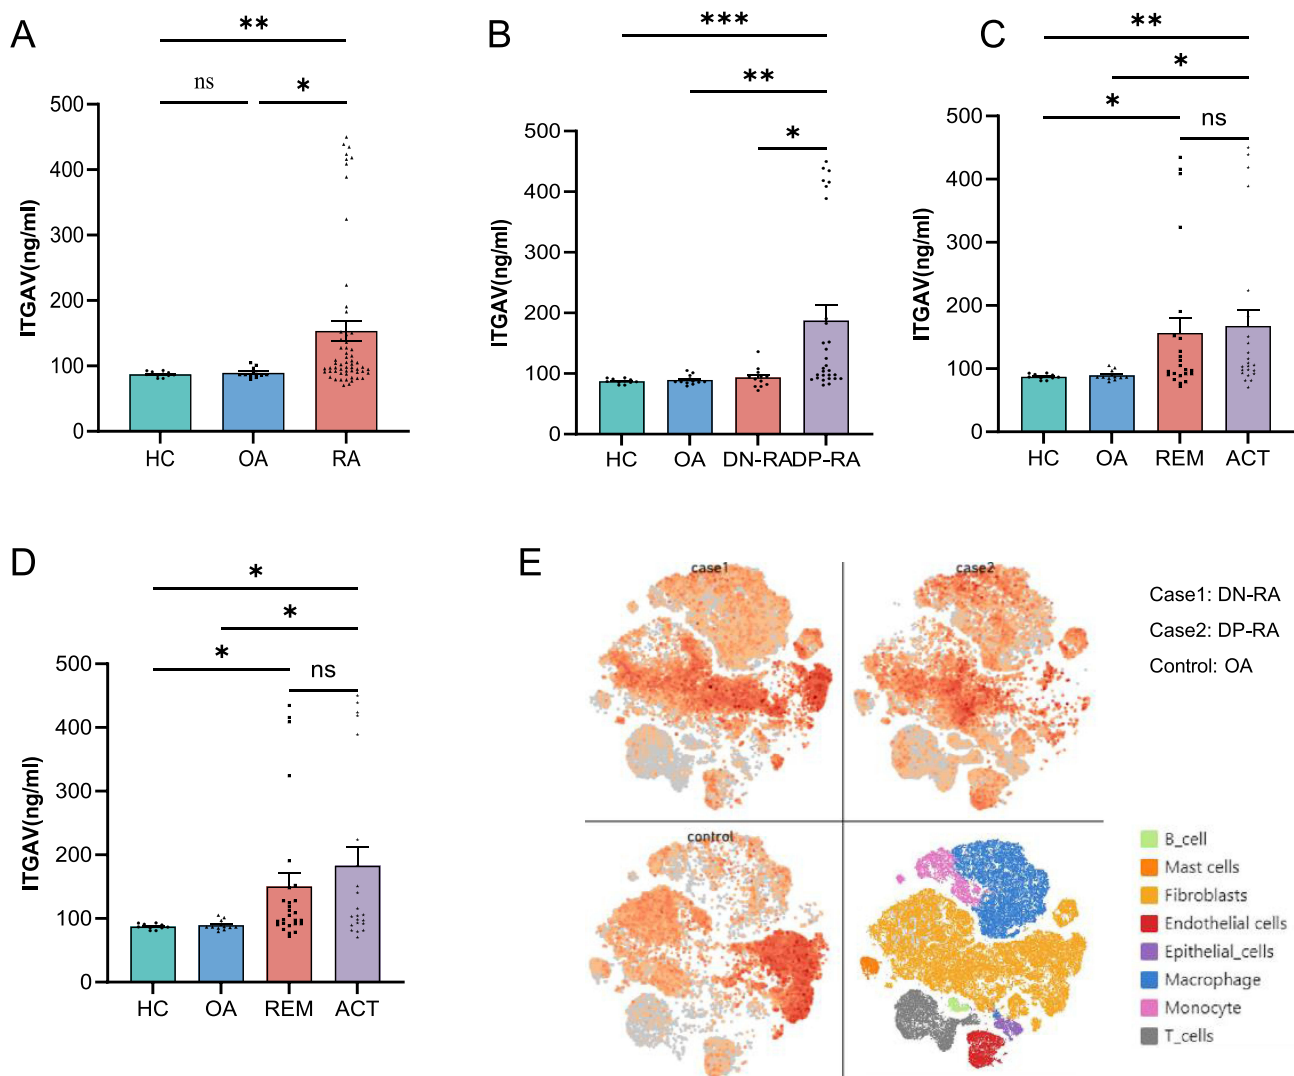 A
**
ns
*
500
400
300
200
100
0
ITGAV(ng/ml)
HC OA RA
B
***
**
*
500
400
300
200
100
0
ITGAV(ng/ml)
HC OA DN-RA DP-RA
C
**
*
*
ns
500
400
300
200
100
0
ITGAV(ng/ml)
HC OA REM ACT
D
*
*
*
ns
500
400
300
200
100
0
ITGAV(ng/ml)
HC OA REM ACT
E
case1
case2
control
Case1: DN-RA
Case2: DP-RA
Control: OA
B_cell
Mast cells
Fibroblasts
Endothelial cells
Epithelial_cells
Macrophage
Monocyte
T_cells